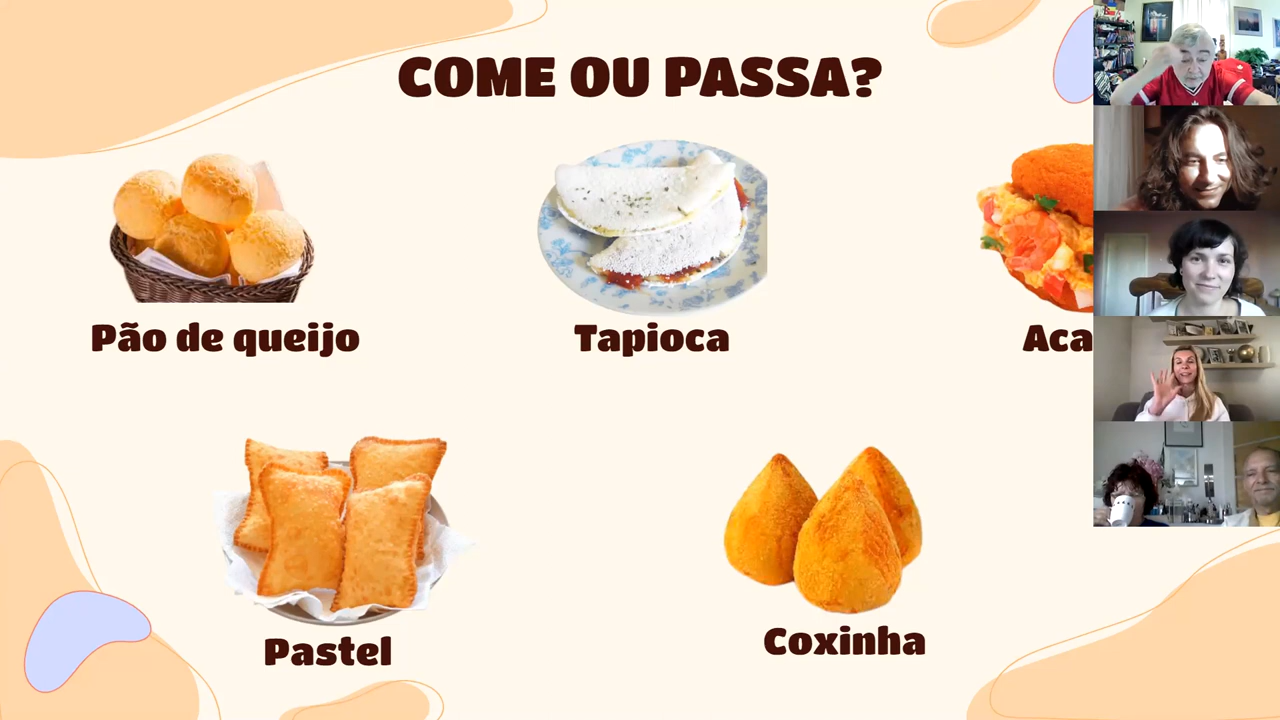 COME OU PASSA?
Pão de queijo
Tapioca
Aca
Pastel
Coxinha